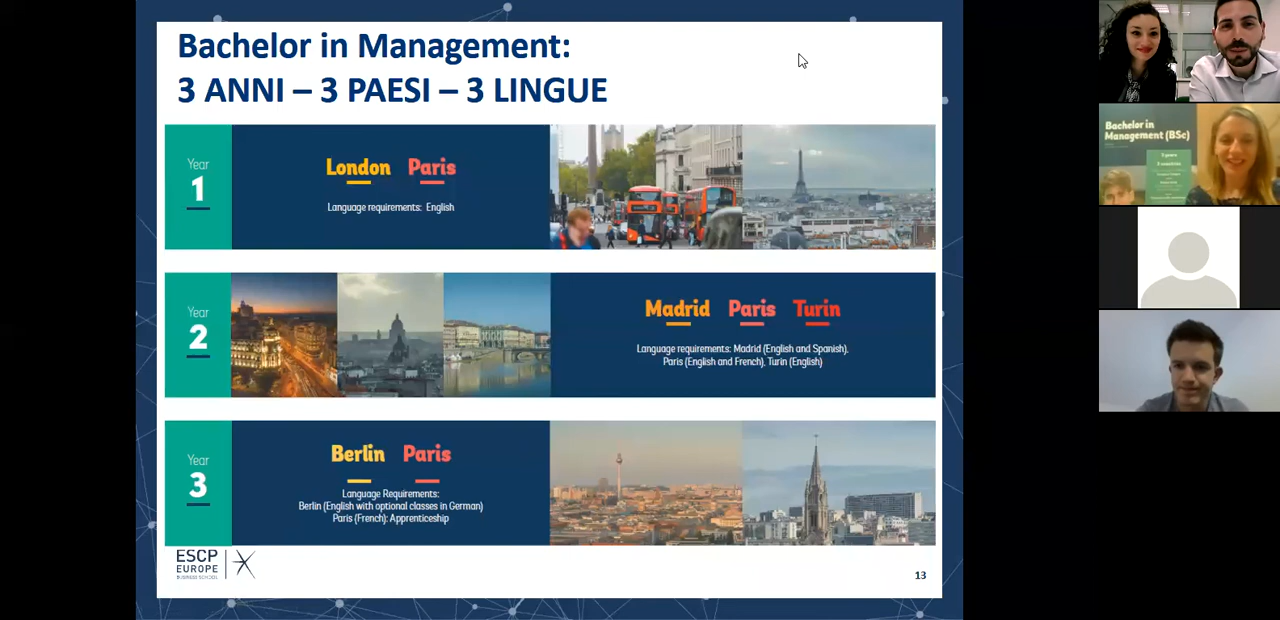 Bachelor in Management:
3 ANNI – 3 PAESI – 3 LINGUE
Year
1
London Paris
Language requirements: English
Year
2
Madrid Paris Turin
Language requirements: Madrid (English and Spanish),
Paris (English and French), Turin (English)
Year
3
Berlin Paris
Language Requirements:
Berlin (English with optional classes in German)
Paris (French): Apprenticeship
ESCP
EUROPE
BUSINESS SCHOOL
13
Bachelor in
Management (BSc)